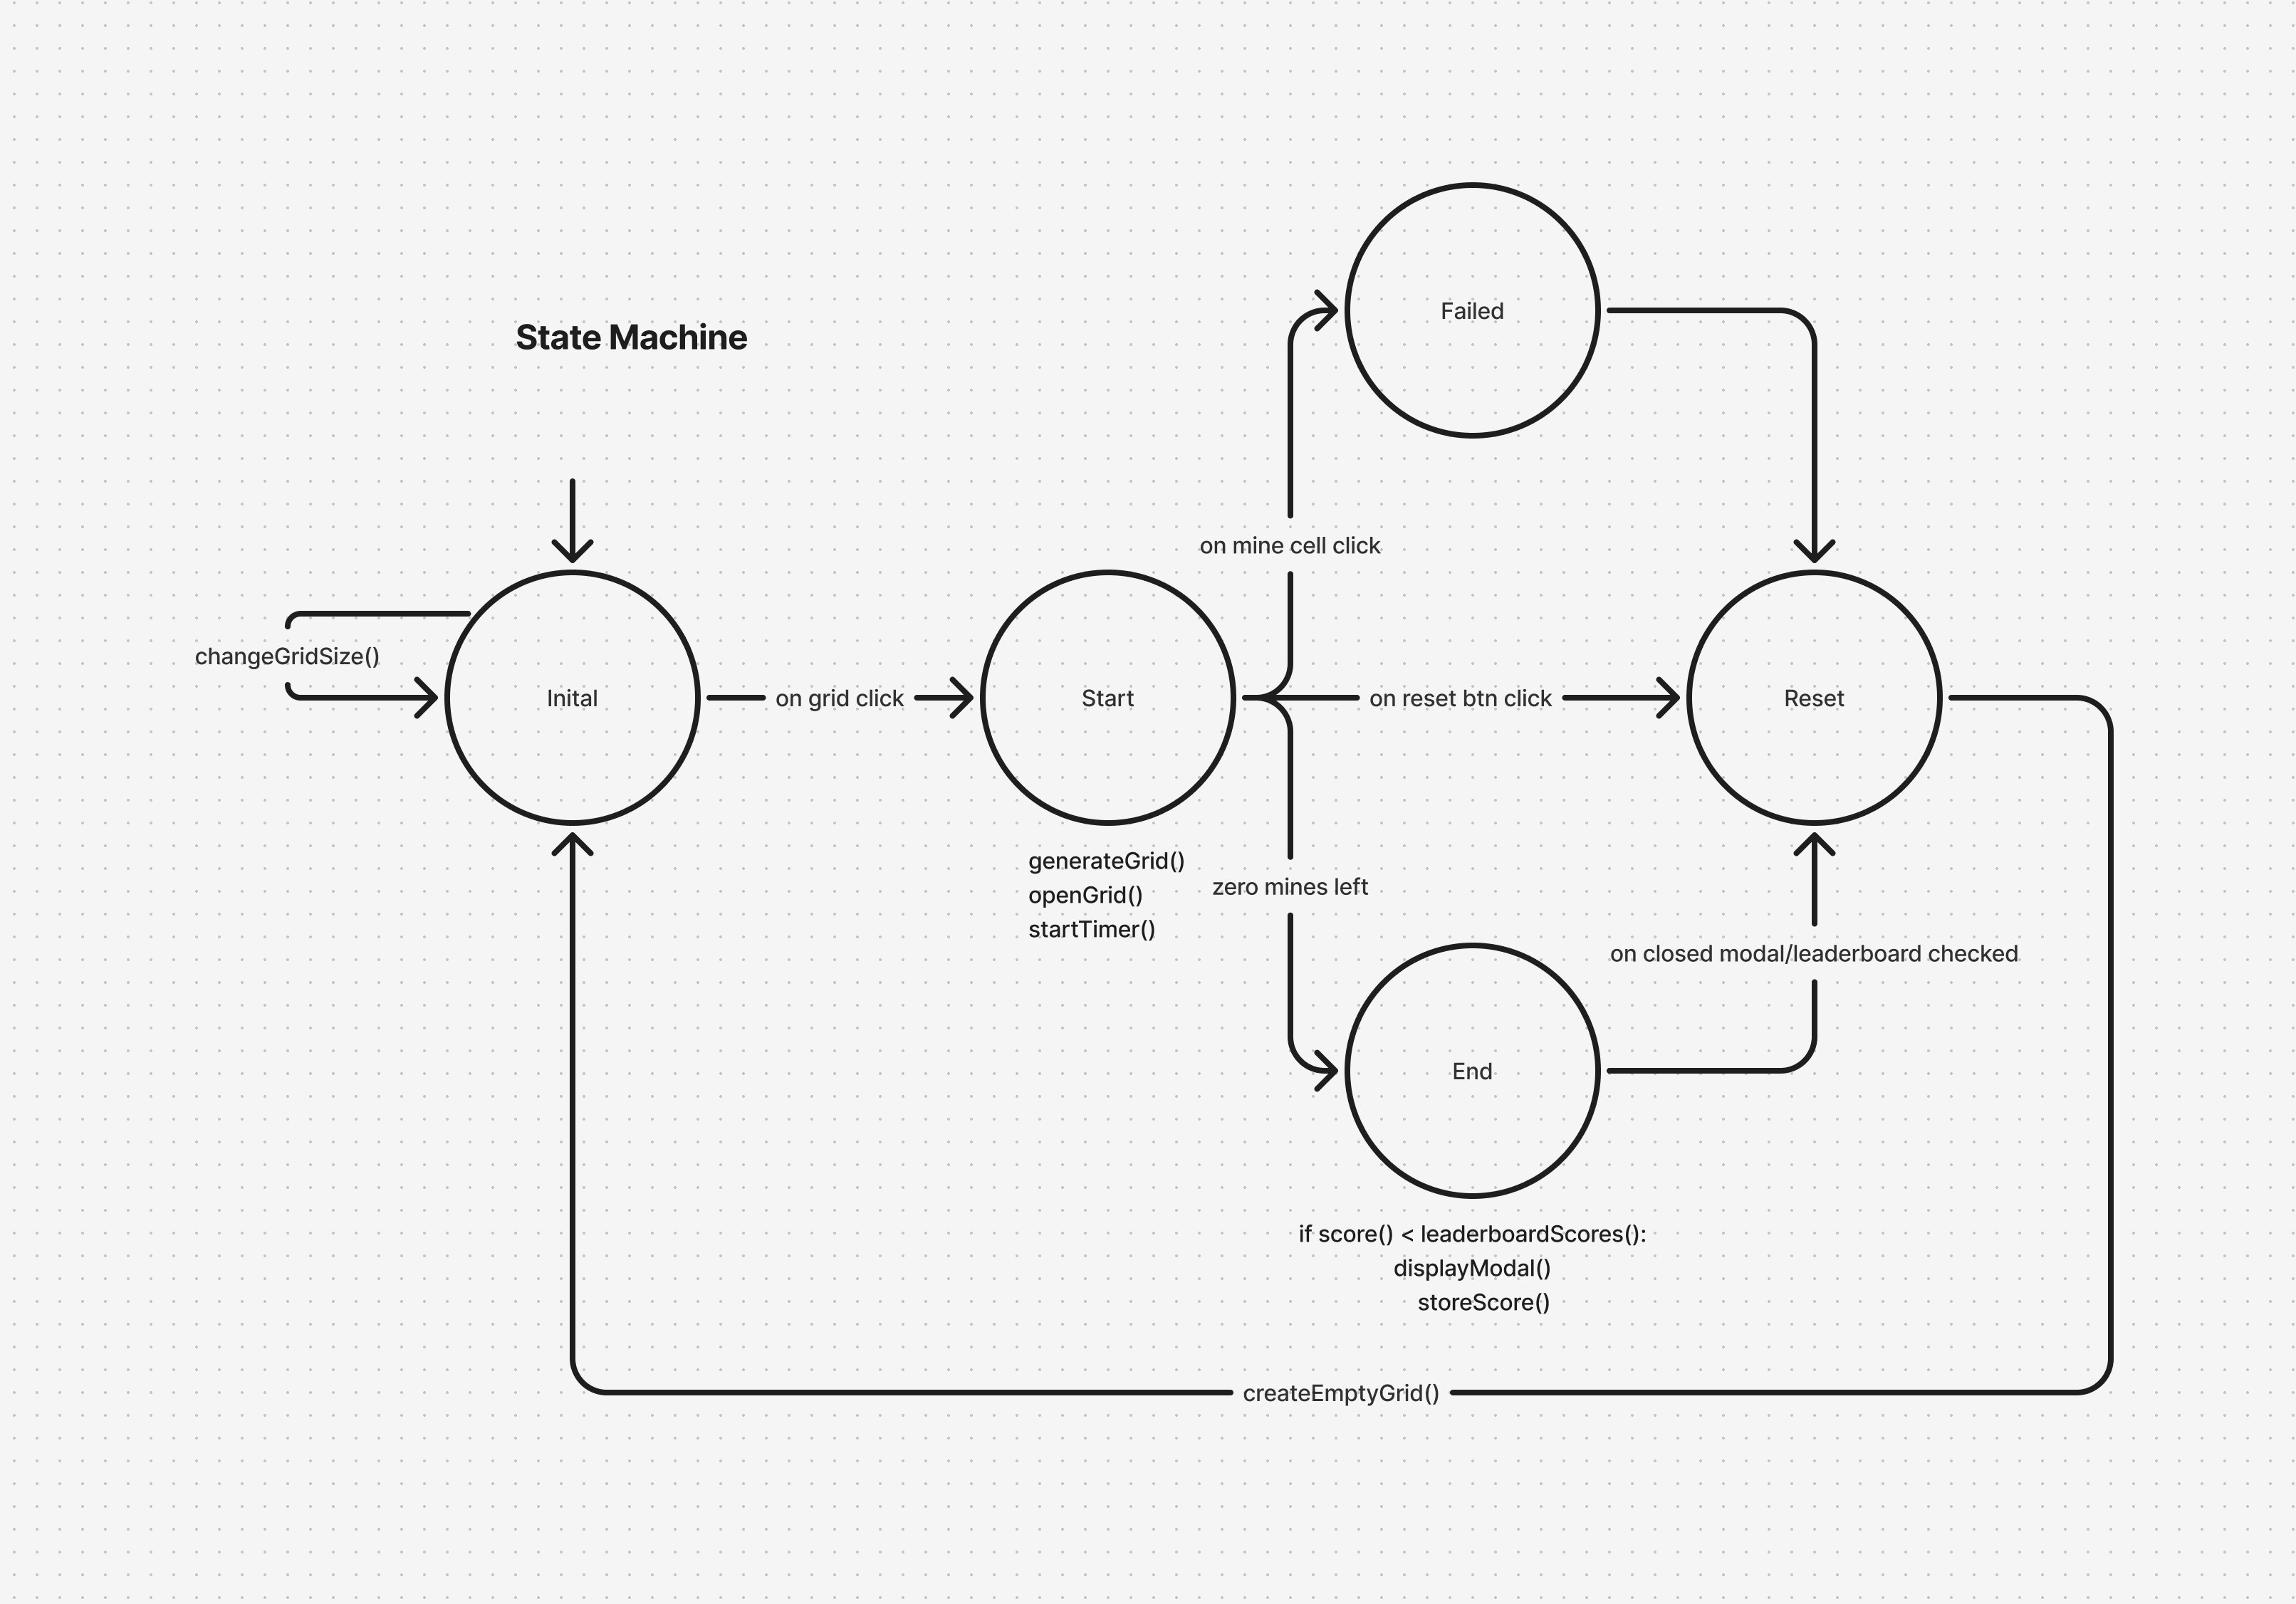 State Machine
Failed
on mine cell click
changeGridSize()
Inital
on grid click
Start
on reset btn click
Reset
generateGrid()
openGrid()
startTimer()
zero mines left
on closed modal/leaderboard checked
End
if score() < leaderboardScores():
displayModal()
storeScore()
createEmptyGrid()